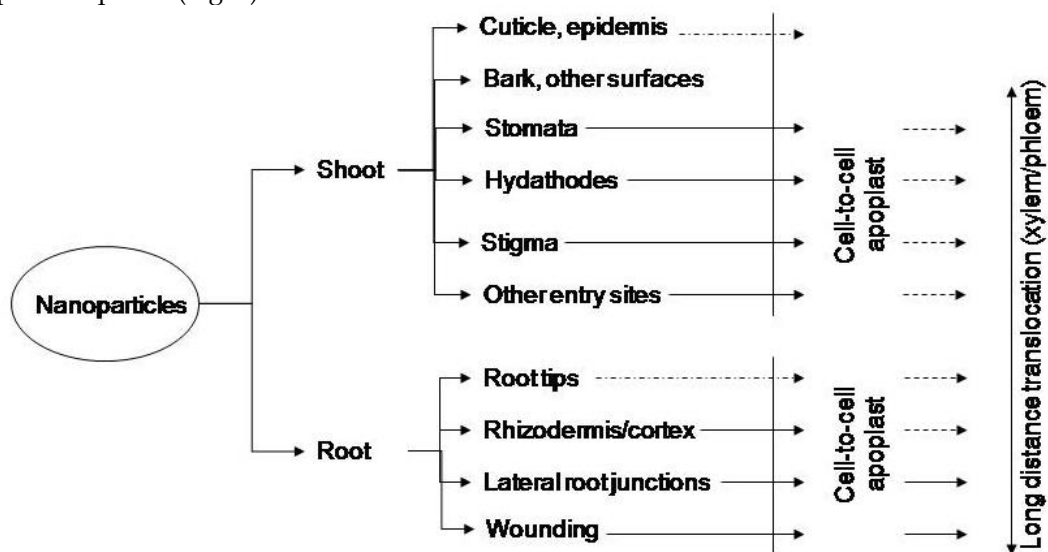 Cuticle, epidemis
Bark, other surfaces
Stomata
Shoot
Hydathodes
Stigma
Other entry sites
Cell-to-cell
apoplast
Nanoparticles
Root tips
Rhizodermis/cortex
Root
Lateral root junctions
Wounding
Cell-to-cell
apoplast
Long distance translocation (xylem/phloem)